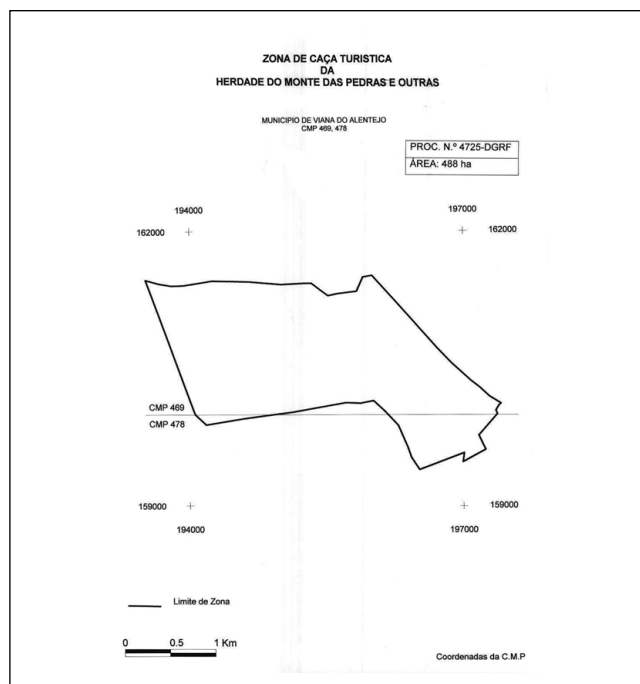 ZONA DE CAÇA TURISTICA
DA
HERDADE DO MONTE DAS PEDRAS E OUTRAS
MUNICIPIO DE VIANA DO ALENTEJO
CMP 469, 478
PROC. N.º 4725-DGRF
ÁREA: 488 ha
194000
197000
162000
162000
CMP 469
CMP 478
159000
159000
194000
197000
Limite de Zona
0 0.5 1 Km
Coordenadas da C.M.P